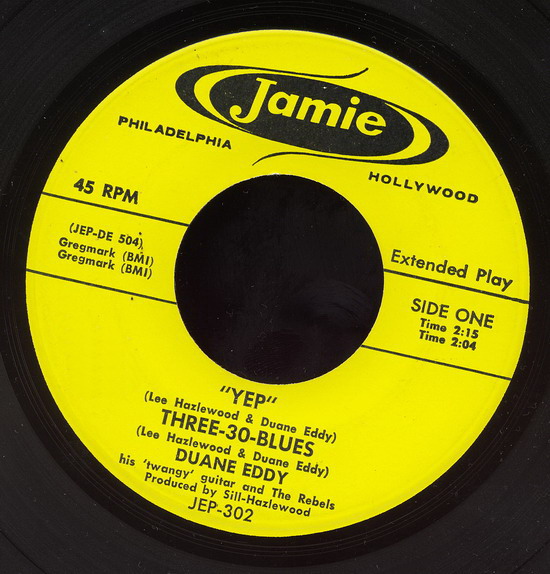 Jamie
PHILADELPHIA
HOLLYWOOD
45 RPM
(JEP-DE 504)
Gregmark (BMI)
Gregmark (BMI)
Extended Play
SIDE ONE
Time 2:15
Time 2:04
"YEP"
(Lee Hazlewood & Duane Eddy)
THREE-30-BLUES
(Lee Hazlewood & Duane Eddy)
DUANE EDDY
his 'twangy' guitar and The Rebels
Produced by Sill-Hazlewood
JEP-302